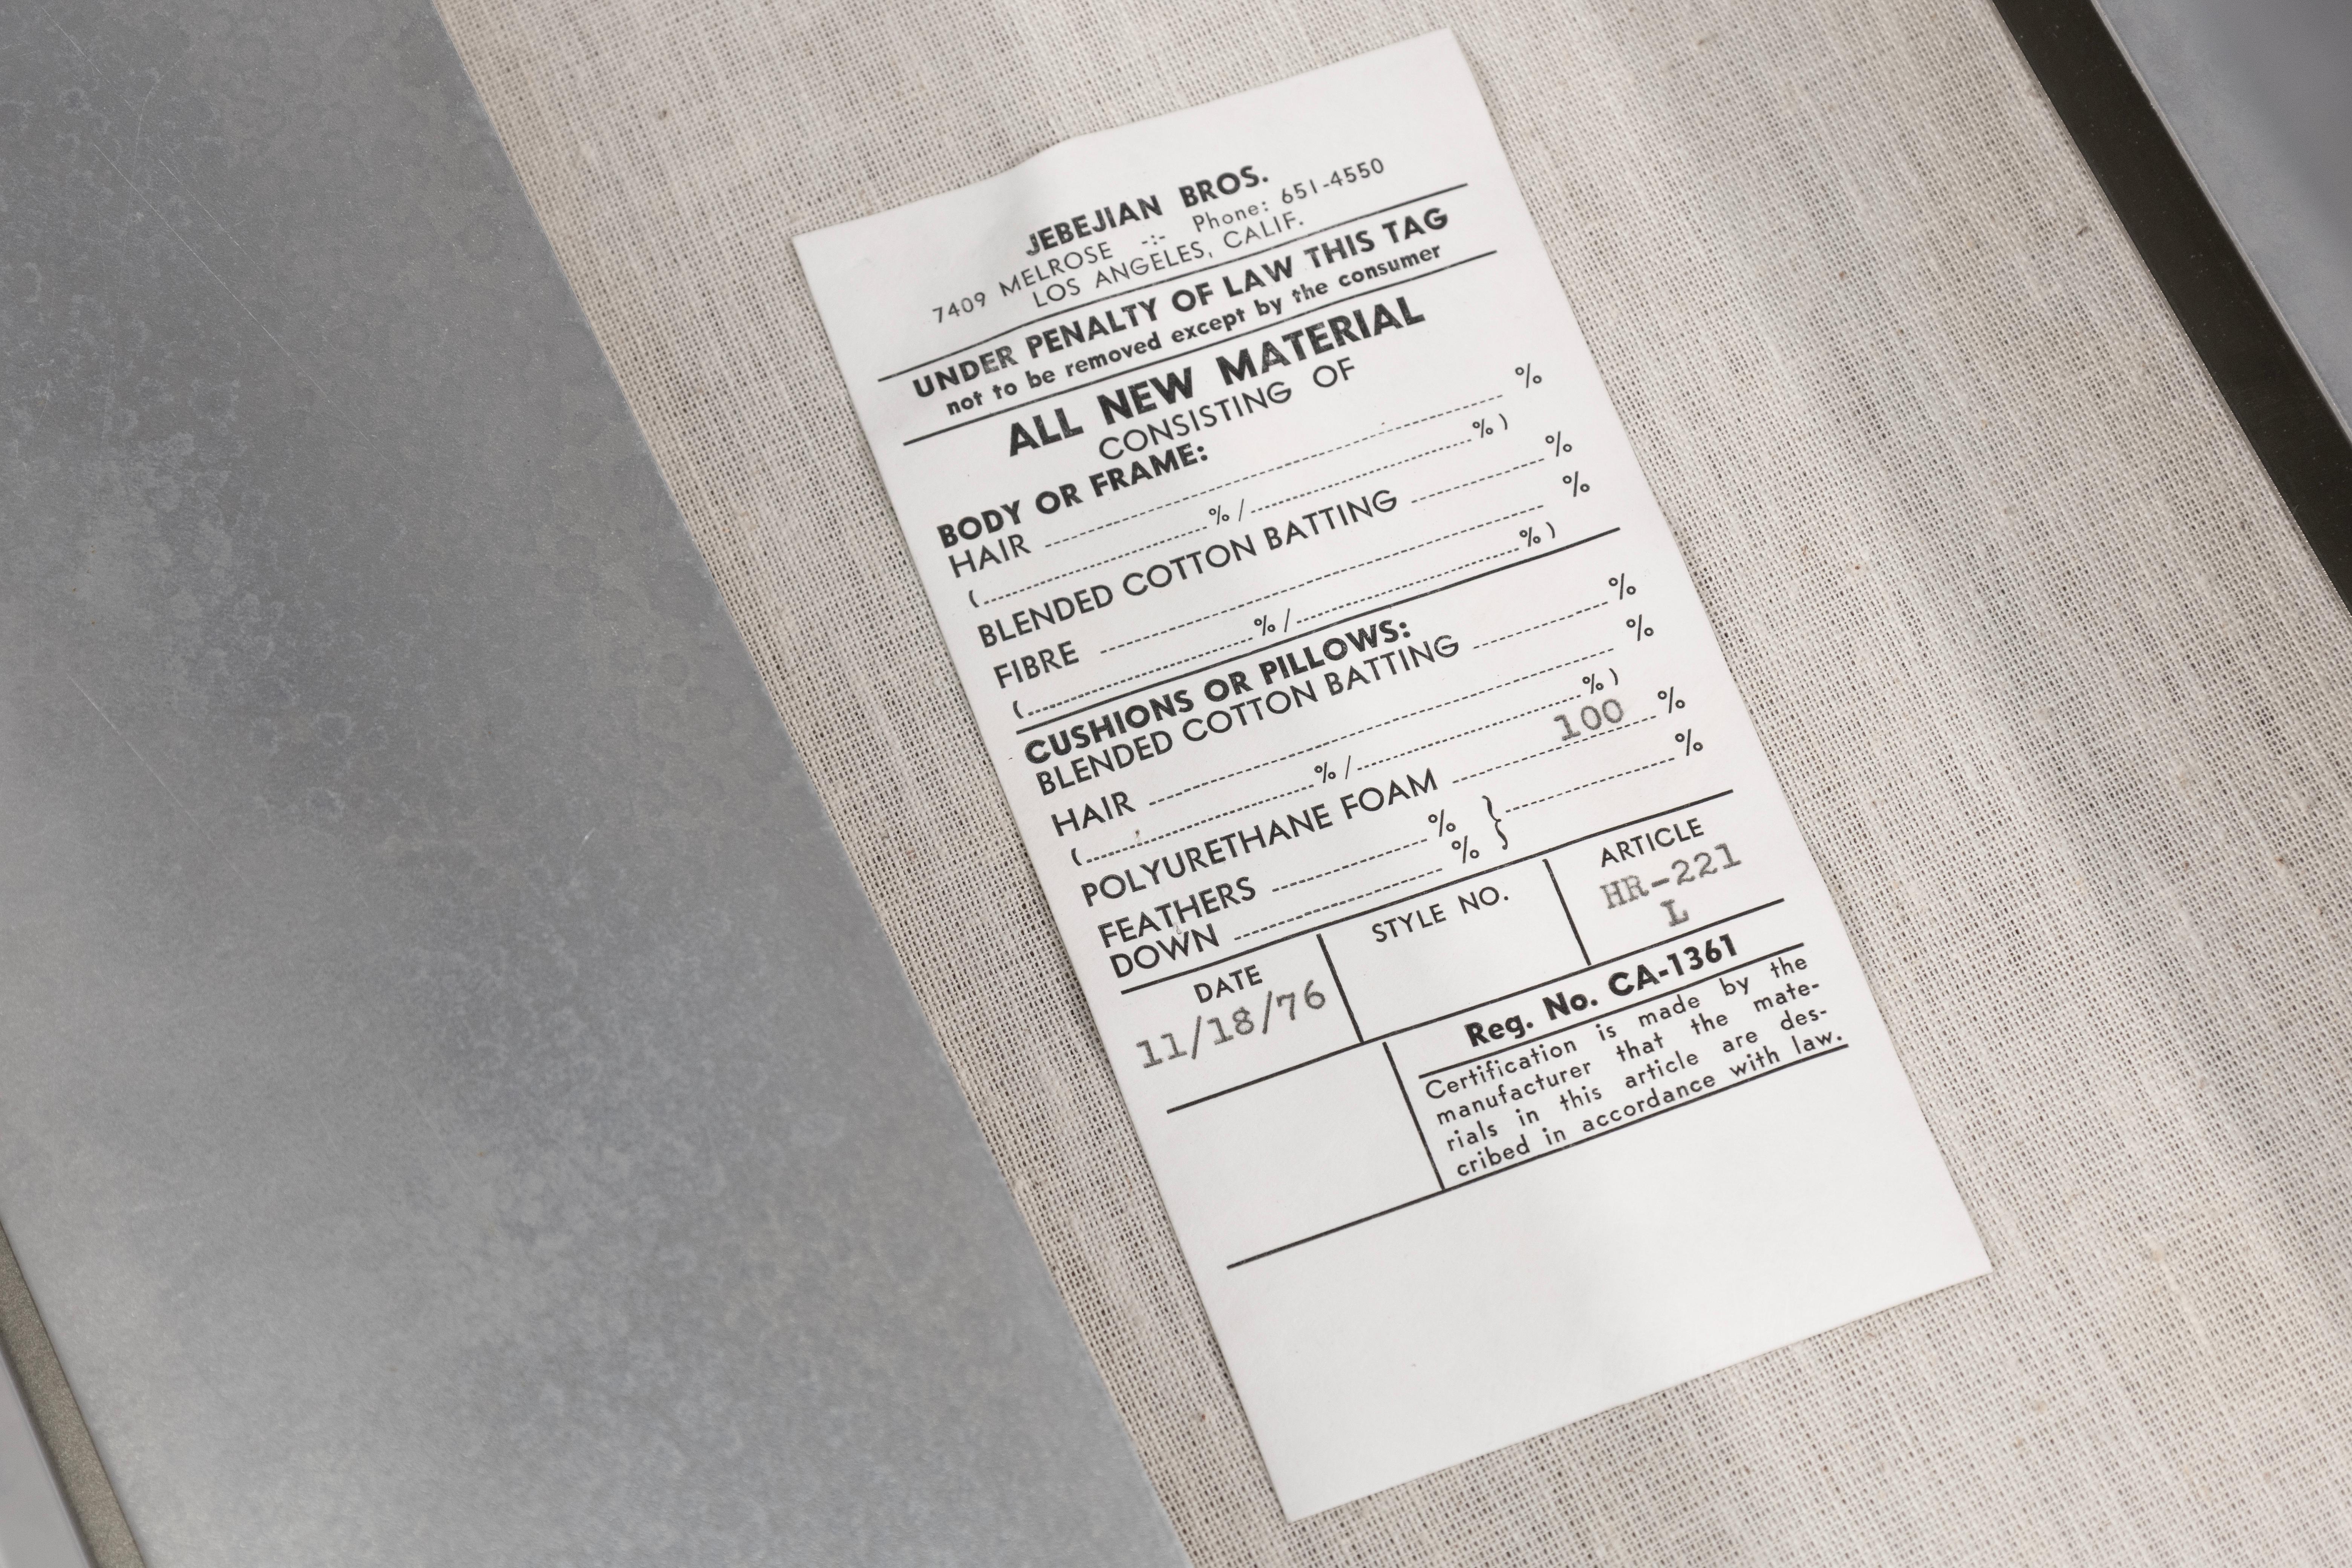 JEBEJIAN BROS.
7409 MELROSE -:- Phone: 651-4550
LOS ANGELES, CALIF.
UNDER PENALTY OF LAW THIS TAG
not to be removed except by the consumer
ALL NEW MATERIAL
CONSISTING OF
BODY OR FRAME:
HAIR ........ %
(........ % /........ % )
BLENDED COTTON BATTING ........ %
FIBRE ........ %
(........ % /........ % )
CUSHIONS OR PILLOWS:
BLENDED COTTON BATTING ........ %
HAIR ........ %
(........ % /........ % )
POLYURETHANE FOAM ........ 100 %
FEATHERS ........ % } ........ %
DOWN ........ %
DATE STYLE NO. ARTICLE
11/18/76 HR-221
L
Reg. No. CA-1361
Certification is made by the
manufacturer that the mate-
rials in this article are des-
cribed in accordance with law.